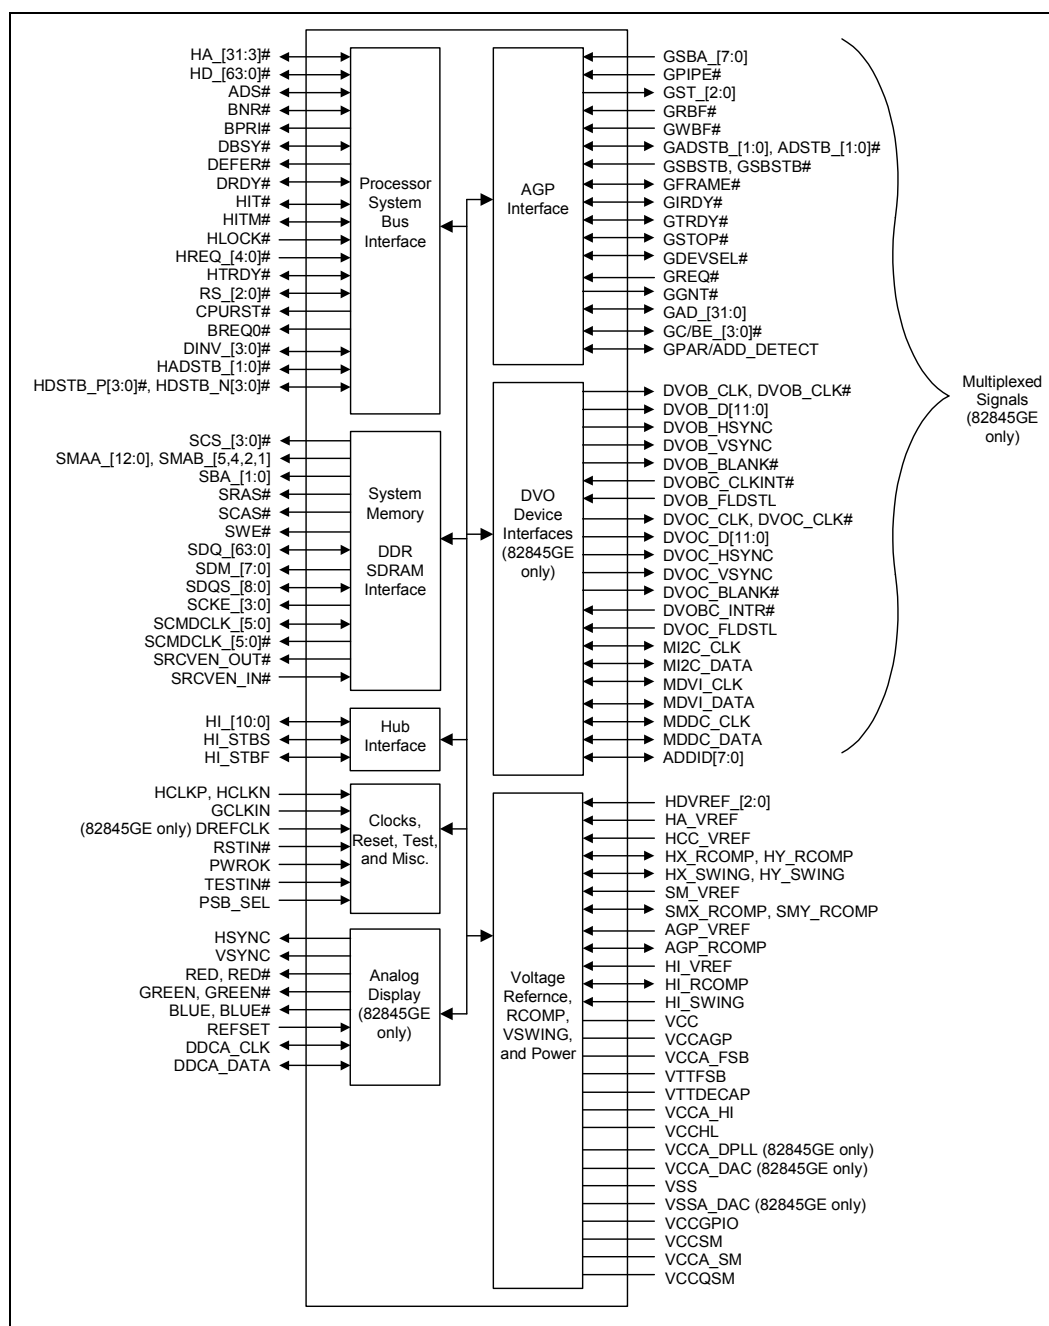 HA_[31:3]#
HD_[63:0]#
ADS#
BNR#
BPRI#
DBSY#
DEFER#
DRDY#
HIT#
HITM#
HLOCK#
HREQ_[4:0]#
HTRDY#
RS_[2:0]#
CPURST#
BREQ0#
DINV_[3:0]#
HADSTB_[1:0]#
HDSTB_P[3:0]#, HDSTB_N[3:0]#
Processor
System
Bus
Interface
SCS_[3:0]#
SMAA_[12:0], SMAB_[5,4,2,1]
SBA_[1:0]
SRAS#
SCAS#
SWE#
SDQ_[63:0]
SDM_[7:0]
SDQS_[8:0]
SCKE_[3:0]
SCMDCLK_[5:0]
SCMDCLK_[5:0]#
SRCVEN_OUT#
SRCVEN_IN#
System
Memory
DDR
SDRAM
Interface
HI_[10:0]
HI_STBS
HI_STBF
Hub
Interface
HCLKP, HCLKN
GCLKIN
(82845GE only) DREFCLK
RSTIN#
PWROK
TESTIN#
PSB_SEL
Clocks,
Reset, Test,
and Misc.
HSYNC
VSYNC
RED, RED#
GREEN, GREEN#
BLUE, BLUE#
REFSET
DDCA_CLK
DDCA_DATA
Analog
Display
(82845GE
only)
AGP
Interface
GSBA_[7:0]
GPIPE#
GST_[2:0]
GRBF#
GWBF#
GADSTB_[1:0], ADSTB_[1:0]#
GSBSTB, GSBSTB#
GFRAME#
GIRDY#
GTRDY#
GSTOP#
GDEVSEL#
GREQ#
GGNT#
GAD_[31:0]
GC/BE_[3:0]#
GPAR/ADD_DETECT
DVO
Device
Interfaces
(82845GE
only)
DVOB_CLK, DVOB_CLK#
DVOB_D[11:0]
DVOB_HSYNC
DVOB_VSYNC
DVOB_BLANK#
DVOBC_CLKINT#
DVOB_FLDSTL
DVOC_CLK, DVOC_CLK#
DVOC_D[11:0]
DVOC_HSYNC
DVOC_VSYNC
DVOC_BLANK#
DVOBC_INTR#
DVOC_FLDSTL
MI2C_CLK
MI2C_DATA
MDVI_CLK
MDVI_DATA
MDDC_CLK
MDDC_DATA
ADDID[7:0]
Multiplexed
Signals
(82845GE
only)
Voltage
Refernce,
RCOMP,
VSWING,
and Power
HDVREF_[2:0]
HA_VREF
HCC_VREF
HX_RCOMP, HY_RCOMP
HX_SWING, HY_SWING
SM_VREF
SMX_RCOMP, SMY_RCOMP
AGP_VREF
AGP_RCOMP
HI_VREF
HI_RCOMP
HI_SWING
VCC
VCCAGP
VCCA_FSB
VTTFSB
VTTDECAP
VCCA_HI
VCCHL
VCCA_DPLL (82845GE only)
VCCA_DAC (82845GE only)
VSS
VSSA_DAC (82845GE only)
VCCGPIO
VCCSM
VCCA_SM
VCCQSM